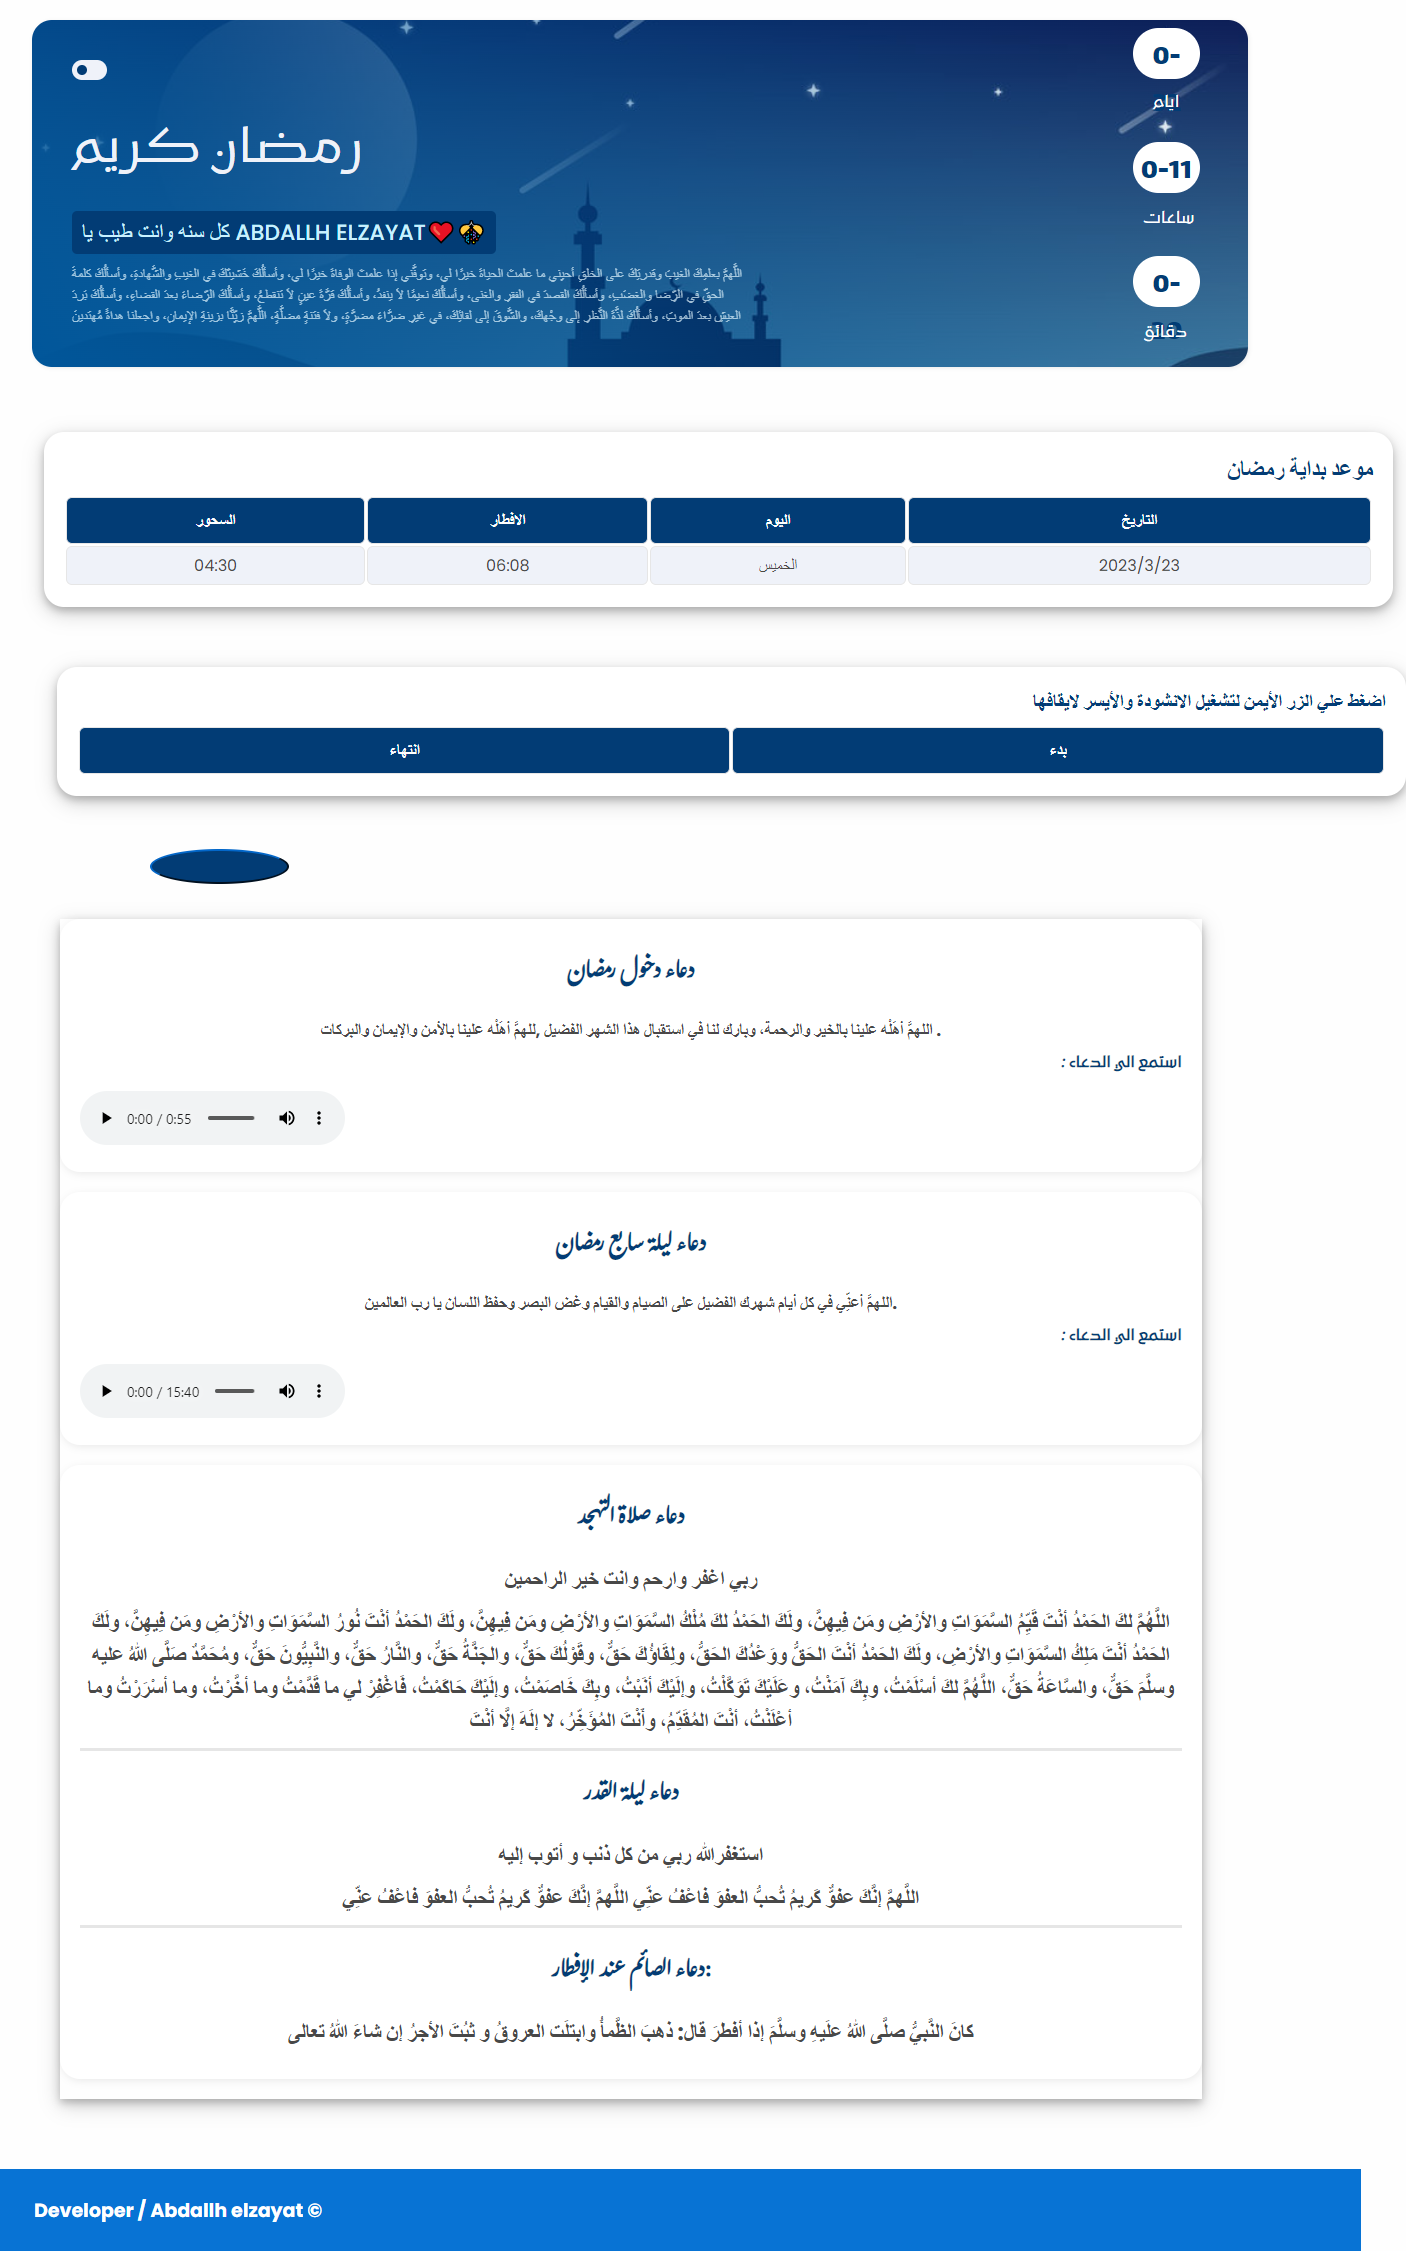 0-
ايام
0-11
ساعات
0-
دقائق
رمضان كريم
كل سنه وانت طيب يا ABDALLH ELZAYAT
اللَّهمَّ بعلمِك الغيبَ وقدرتِكَ على الخلقِ أحيِني ما علمتَ الحياةَ خيرًا لي، وتوفَّني إذا علمتَ الوفاةَ خيرًا لي، وأسألُكَ خَشيتَكَ في الغيبِ والشَّهادةِ، وأسألُكَ كلمةَ
الحقِّ في الرِّضا والغضَبِ، وأسألُكَ القصدَ في الفقرِ والغنى، وأسألُكَ نعيمًا لاَ ينفدُ، وأسألُكَ قرَّةَ عينٍ لاَ تنقطعُ، وأسألُكَ الرِّضاءَ بعدَ القضاءِ، وأسألُكَ بَردَ
العيشِ بعدَ الموتِ، وأسألُكَ لذَّةَ النَّظرِ إلى وجْهكَ، والشَّوقَ إلى لقائِكَ، في غيرِ ضرَّاءَ مضرَّةٍ، ولاَ فتنةٍ مضلَّةٍ، اللَّهمَّ زيِّنَّا بزينةِ الإيمان، واجعلنا هداةً مُهتدينَ
موعد بداية رمضان
التاريخ اليوم الافطار السحور
2023/3/23 الخميس 06:08 04:30
اضغط علي الزر الأيمن لتشغيل الانشودة والأيسر لايقافها
بدء انتهاء
دعاء دخول رمضان
اللهمَّ أهَلْه علينا بالخير والرحمة، وبارك لنا في استقبال هذا الشهر الفضيل ,للهمَّ أهَلْه علينا بالأمن والإيمان والبركات .
استمع الي الدعاء :
0:00 / 0:55
دعاء ليلة سابع رمضان
.اللهمَّ أعنِّي في كل أيام شهرك الفضيل على الصيام والقيام وغض البصر وحفظ اللسان يا رب العالمين
استمع الي الدعاء :
0:00 / 15:40
دعاء صلاة التهجد
ربي اغفر وارحم وانت خير الراحمين
اللَّهُمَّ لكَ الحَمْدُ أنْتَ قَيِّمُ السَّمَوَاتِ والأرْضِ ومَن فِيهِنَّ، ولَكَ الحَمْدُ لكَ مُلْكُ السَّمَوَاتِ والأرْضِ ومَن فِيهِنَّ، ولَكَ الحَمْدُ أنْتَ نُورُ السَّمَوَاتِ والأرْضِ ومَن فِيهِنَّ، ولَكَ
الحَمْدُ أنْتَ مَلِكُ السَّمَوَاتِ والأرْضِ، ولَكَ الحَمْدُ أنْتَ الحَقُّ ووَعْدُكَ الحَقُّ، ولِقَاؤُكَ حَقٌّ، وقَوْلُكَ حَقٌّ، والجَنَّةُ حَقٌّ، والنَّارُ حَقٌّ، والنَّبِيُّونَ حَقٌّ، ومُحَمَّدٌ صَلَّى اللهُ عليه
وسلَّمَ حَقٌّ، والسَّاعَةُ حَقٌّ، اللَّهُمَّ لكَ أسْلَمْتُ، وبِكَ آمَنْتُ، وعَلَيْكَ تَوَكَّلْتُ، وإلَيْكَ أنَبْتُ، وبِكَ خَاصَمْتُ، وإلَيْكَ حَاكَمْتُ، فَاغْفِرْ لي ما قَدَّمْتُ وما أخَّرْتُ، وما أسْرَرْتُ وما
أعْلَنْتُ، أنْتَ المُقَدِّمُ، وأَنْتَ المُؤَخِّرُ، لا إلَهَ إلَّا أنْتَ
دعاء ليلة القدر
استغفرالله ربي من كل ذنب و أتوب إليه
اللَّهمَّ إنَّكَ عفوٌّ كَريمُ تُحبُّ العفوَ فَاعْفُ عنِّي اللَّهمَّ إنَّكَ عفوٌّ كَريمُ تُحبُّ العفوَ فاعْفُ عنِّي
:دعاء الصائم عند الإفطار
كانَ النَّبيُّ صلَّى اللهُ علَيهِ وسلَّمَ إذا أفطرَ قال: ذهبَ الظَّمأُ وابتلَت العروقُ و ثبُتَ الأجرُ إن شاءَ اللهُ تعالى
Developer / Abdallh elzayat ©